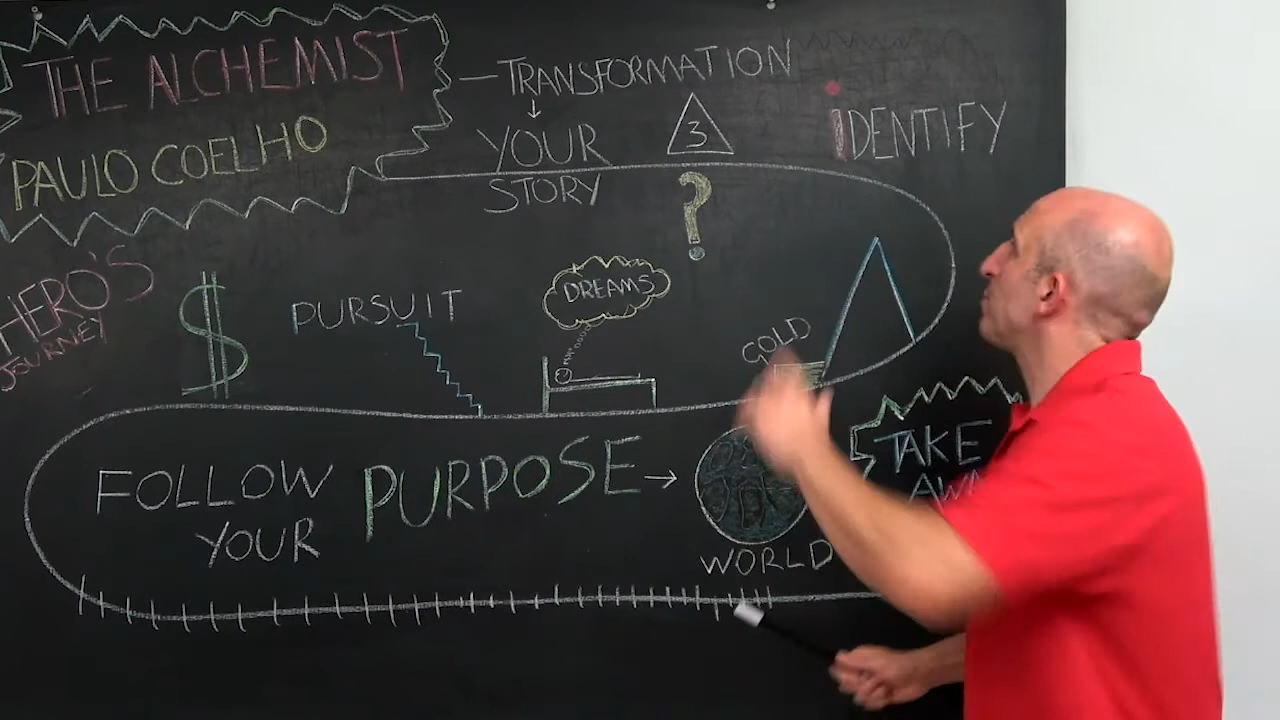 THE ALCHEMIST
PAULO COELHO
— TRANSFORMATION
YOUR
STORY
3
IDENTIFY
?
HERO'S
JOURNEY
$
PURSUIT
DREAMS
GOLD
FOLLOW
YOUR
PURPOSE →
WORLD
TAKE